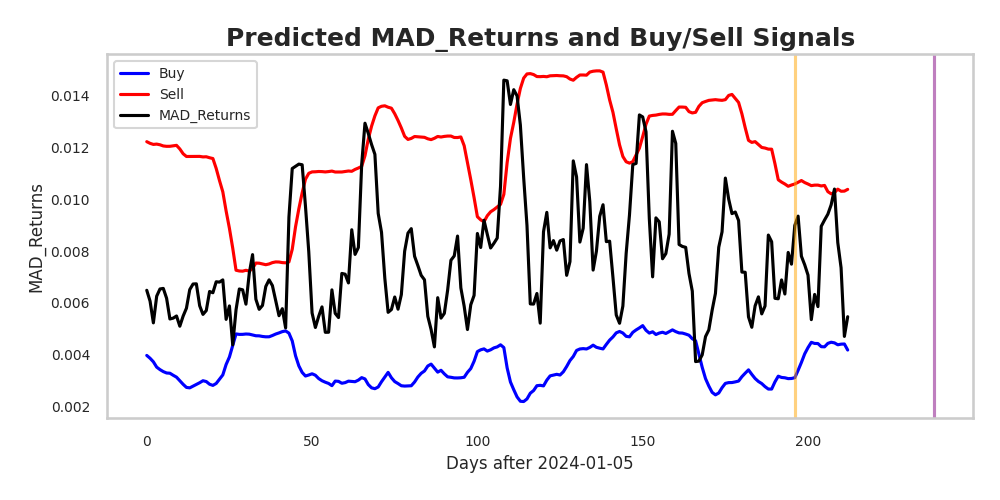 Predicted MAD_Returns and Buy/Sell Signals
Buy
Sell
MAD_Returns
MAD_Returns
0.014
0.012
0.010
0.008
0.006
0.004
0.002
0
50
100
150
200
Days after 2024-01-05